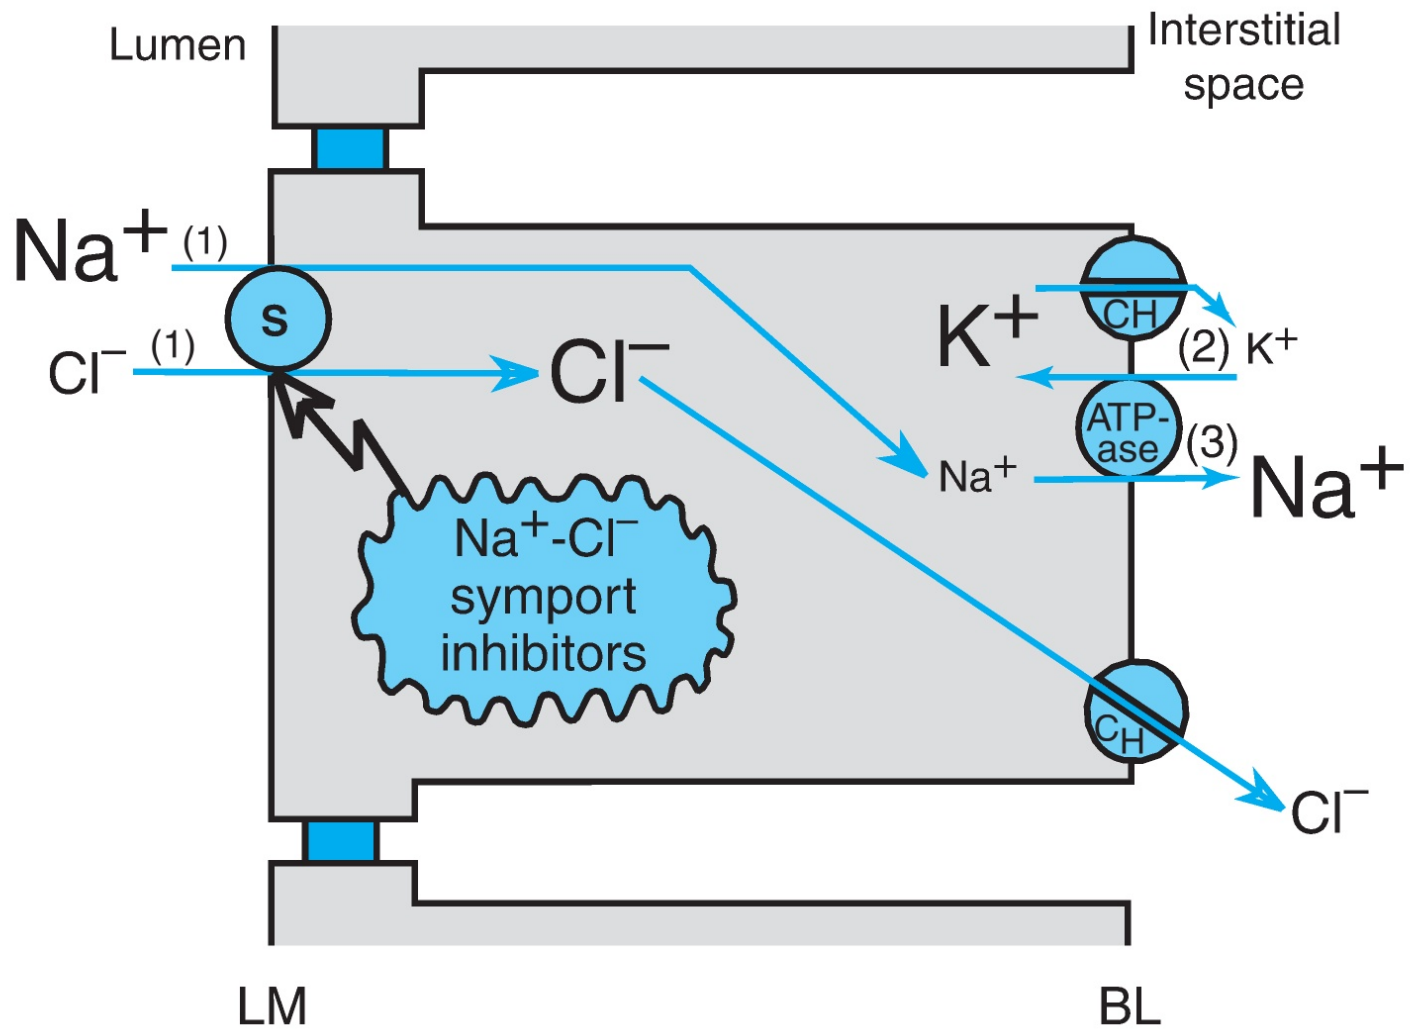 Lumen
Interstitial
space
Na⁺ (1)
S
Cl⁻ (1)
Cl⁻
K⁺
CH
(2) K⁺
ATP-
ase
(3)
Na⁺
Na⁺
Na⁺-Cl⁻
symport
inhibitors
CH
Cl⁻
LM
BL